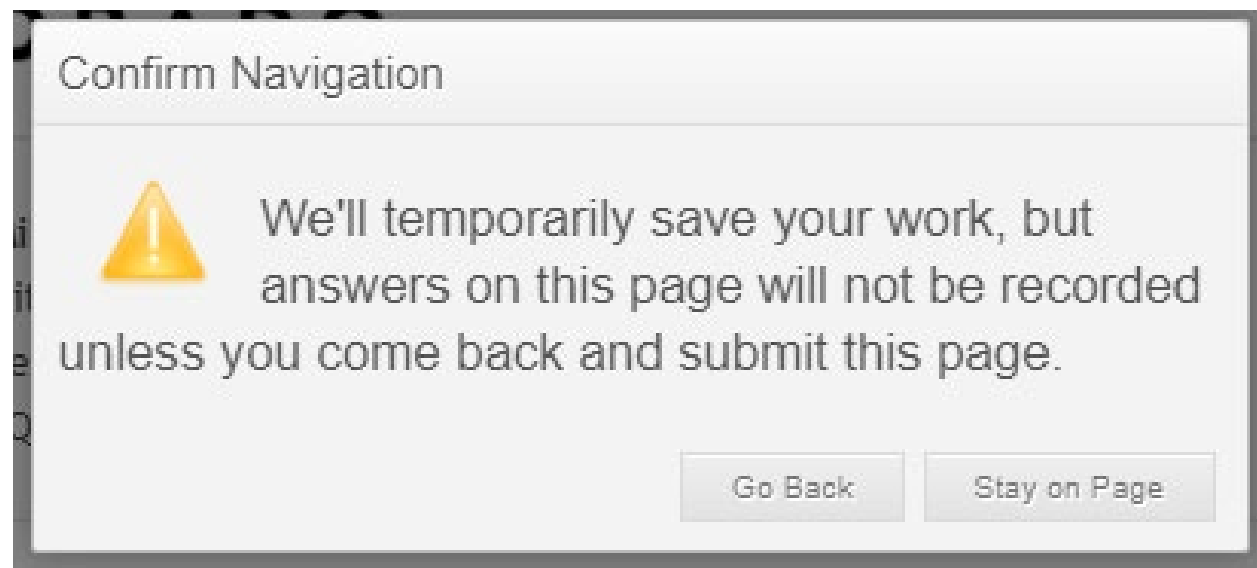 Confirm Navigation
We'll temporarily save your work, but
answers on this page will not be recorded
unless you come back and submit this page.
Go Back
Stay on Page